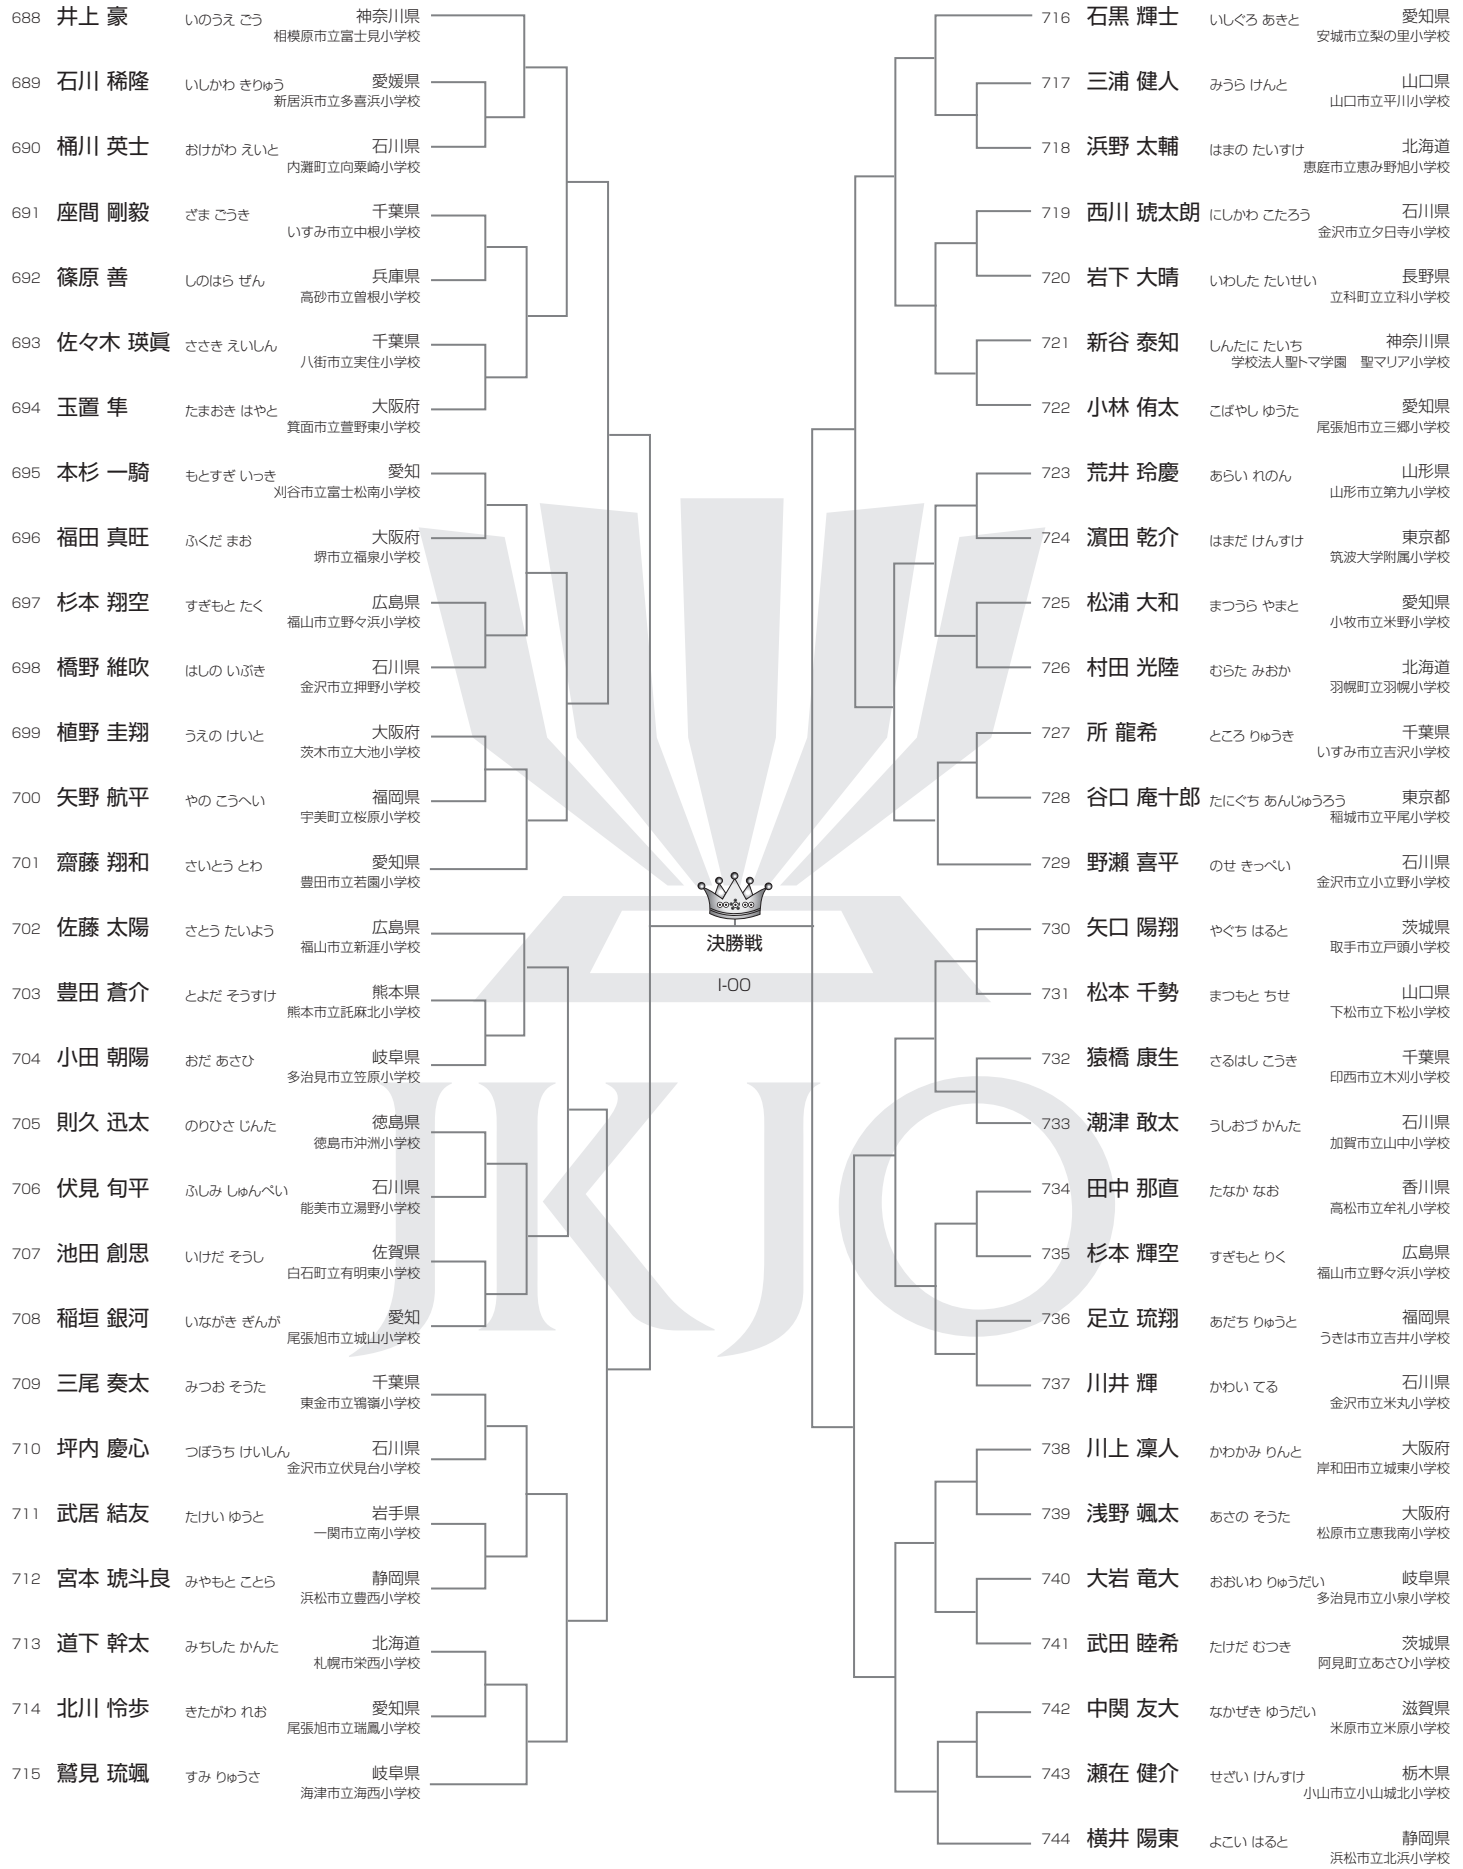 688 井上 豪 いのうえ ごう 神奈川県
相模原市立富士見小学校
689 石川 稀隆 いしかわ きりゅう 愛媛県
新居浜市立多喜浜小学校
690 桶川 英士 おけがわ えいと 石川県
内灘町立向粟崎小学校
691 座間 剛毅 ざま ごうき 千葉県
いすみ市立中根小学校
692 篠原 善 しのはら ぜん 兵庫県
高砂市立曽根小学校
693 佐々木 瑛眞 ささき えいしん 千葉県
八街市立実住小学校
694 玉置 隼 たまおき はやと 大阪府
箕面市立萱野東小学校
695 本杉 一騎 もとすぎ いっき 愛知
刈谷市立富士松南小学校
696 福田 真旺 ふくだ まお 大阪府
堺市立福泉小学校
697 杉本 翔空 すぎもと たく 広島県
福山市立野々浜小学校
698 橋野 維吹 はしの いぶき 石川県
金沢市立押野小学校
699 植野 圭翔 うえの けいと 大阪府
茨木市立大池小学校
700 矢野 航平 やの こうへい 福岡県
宇美町立桜原小学校
701 齋藤 翔和 さいとう とわ 愛知県
豊田市立若園小学校
702 佐藤 太陽 さとう たいよう 広島県
福山市立新涯小学校
703 豊田 蒼介 とよだ そうすけ 熊本県
熊本市立託麻北小学校
704 小田 朝陽 おだ あさひ 岐阜県
多治見市立笠原小学校
705 則久 迅太 のりひさ じんた 徳島県
徳島市沖洲小学校
706 伏見 旬平 ふしみ しゅんぺい 石川県
能美市立湯野小学校
707 池田 創思 いけだ そうし 佐賀県
白石町立有明東小学校
708 稲垣 銀河 いながき ぎんが 愛知
尾張旭市立城山小学校
709 三尾 奏太 みつお そうた 千葉県
東金市立鴇嶺小学校
710 坪内 慶心 つぼうち けいしん 石川県
金沢市立伏見台小学校
711 武居 結友 たけい ゆうと 岩手県
一関市立南小学校
712 宮本 琥斗良 みやもと ことら 静岡県
浜松市立豊西小学校
713 道下 幹太 みちした かんた 北海道
札幌市栄西小学校
714 北川 怜歩 きたがわ れお 愛知県
尾張旭市立瑞鳳小学校
715 鷲見 琉颯 すみ りゅうさ 岐阜県
海津市立海西小学校
決勝戦
I-00
JKJO
716 石黒 輝士 いしぐろ あきと 愛知県
安城市立梨の里小学校
717 三浦 健人 みうら けんと 山口県
山口市立平川小学校
718 浜野 太輔 はまの たいすけ 北海道
恵庭市立恵み野旭小学校
719 西川 琥太朗 にしかわ こたろう 石川県
金沢市立夕日寺小学校
720 岩下 大晴 いわした たいせい 長野県
立科町立立科小学校
721 新谷 泰知 しんたに たいち 神奈川県
学校法人聖トマ学園 聖マリア小学校
722 小林 侑太 こばやし ゆうた 愛知県
尾張旭市立三郷小学校
723 荒井 玲慶 あらい れのん 山形県
山形市立第九小学校
724 濵田 乾介 はまだ けんすけ 東京都
筑波大学附属小学校
725 松浦 大和 まつうら やまと 愛知県
小牧市立米野小学校
726 村田 光陸 むらた みおか 北海道
羽幌町立羽幌小学校
727 所 龍希 ところ りゅうき 千葉県
いすみ市立古沢小学校
728 谷口 庵十郎 たにぐち あんじゅうろう 東京都
稲城市立平尾小学校
729 野瀬 喜平 のせ きっぺい 石川県
金沢市立小立野小学校
730 矢口 陽翔 やぐち はると 茨城県
取手市立戸頭小学校
731 松本 千勢 まつもと ちせ 山口県
下松市立下松小学校
732 猿橋 康生 さるはし こうき 千葉県
印西市立木刈小学校
733 潮津 敢太 うしおづ かんた 石川県
加賀市立山中小学校
734 田中 那直 たなか なお 香川県
高松市立牟礼小学校
735 杉本 輝空 すぎもと りく 広島県
福山市立野々浜小学校
736 足立 琉翔 あだち りゅうと 福岡県
うきは市立吉井小学校
737 川井 輝 かわい てる 石川県
金沢市立米丸小学校
738 川上 凜人 かわかみ りんと 大阪府
岸和田市立城東小学校
739 浅野 颯太 あさの そうた 大阪府
松原市立恵我南小学校
740 大岩 竜大 おおいわ りゅうだい 岐阜県
多治見市立小泉小学校
741 武田 睦希 たけだ むつき 茨城県
阿見町立あさひ小学校
742 中関 友大 なかぜき ゆうだい 滋賀県
米原市立米原小学校
743 瀬在 健介 せざい けんすけ 栃木県
小山市立小山城北小学校
744 横井 陽東 よこい はると 静岡県
浜松市立北浜小学校